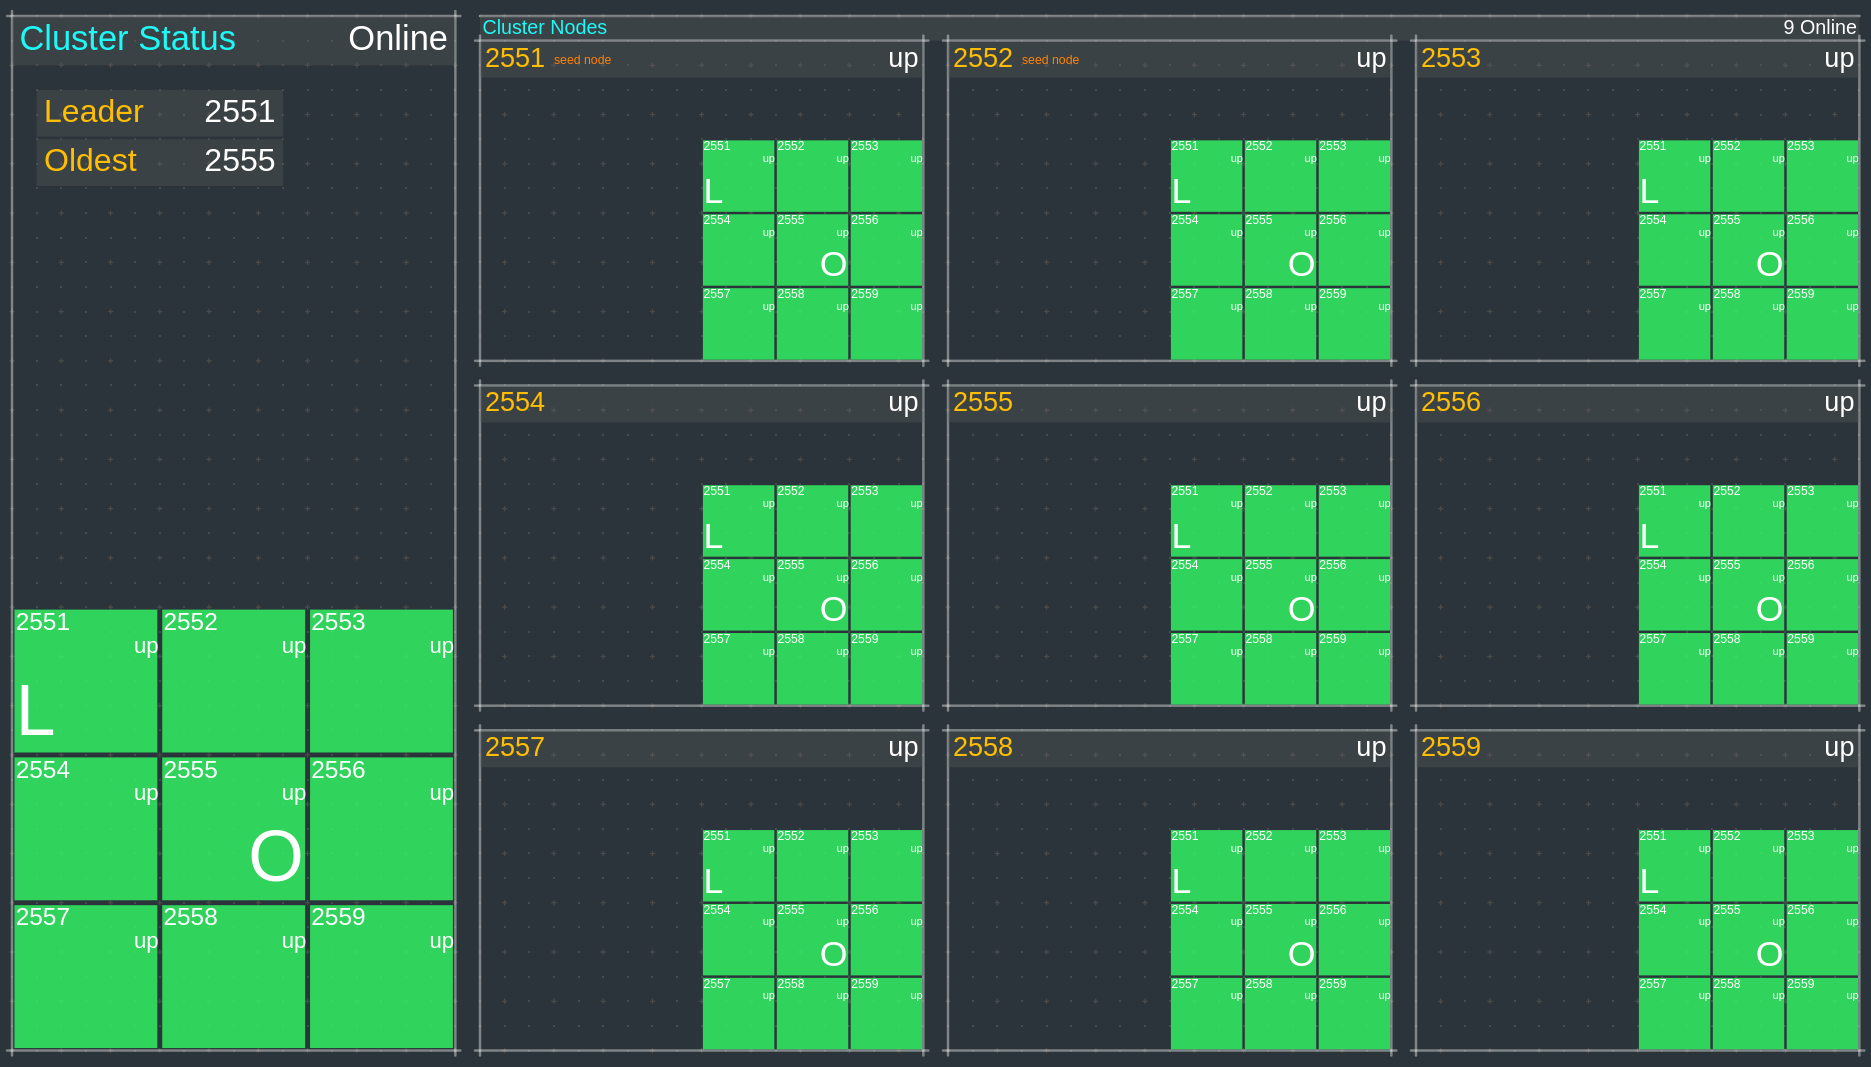 Cluster Status Online
Leader 2551
Oldest 2555
2551 2552 2553
up up up
L
2554 2555 2556
up up up
O
2557 2558 2559
up up up
Cluster Nodes 9 Online
2551 seed node up
2551 2552 2553
up up up
L
2554 2555 2556
up up up
O
2557 2558 2559
up up up
2552 seed node up
2551 2552 2553
up up up
L
2554 2555 2556
up up up
O
2557 2558 2559
up up up
2553 up
2551 2552 2553
up up up
L
2554 2555 2556
up up up
O
2557 2558 2559
up up up
2554 up
2551 2552 2553
up up up
L
2554 2555 2556
up up up
O
2557 2558 2559
up up up
2555 up
2551 2552 2553
up up up
L
2554 2555 2556
up up up
O
2557 2558 2559
up up up
2556 up
2551 2552 2553
up up up
L
2554 2555 2556
up up up
O
2557 2558 2559
up up up
2557 up
2551 2552 2553
up up up
L
2554 2555 2556
up up up
O
2557 2558 2559
up up up
2558 up
2551 2552 2553
up up up
L
2554 2555 2556
up up up
O
2557 2558 2559
up up up
2559 up
2551 2552 2553
up up up
L
2554 2555 2556
up up up
O
2557 2558 2559
up up up